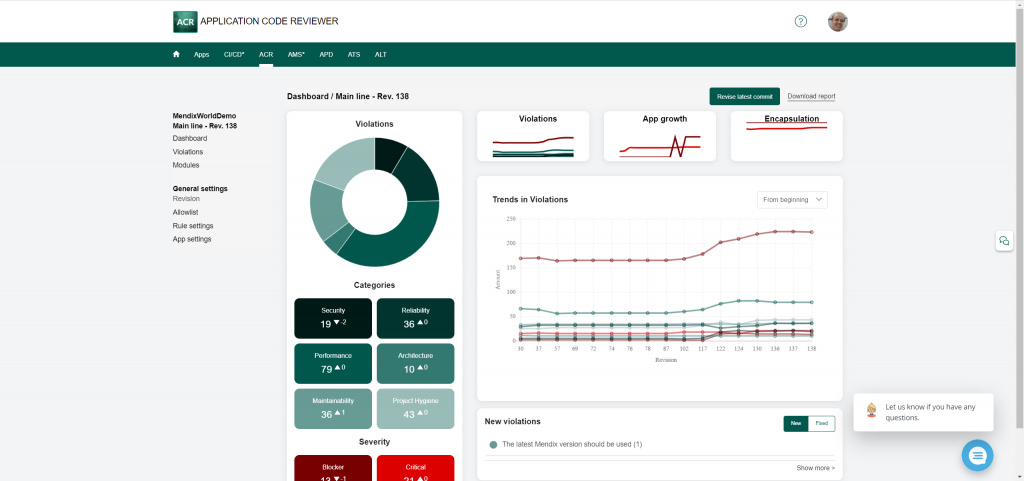 ACR APPLICATION CODE REVIEWER
?
Apps CI/CD* ACR AMS* APD ATS ALT
Dashboard / Main line - Rev. 138
Revise latest commit
Download report
MendixWorldDemo
Main line - Rev. 138
Dashboard
Violations
Modules
General settings
Revision
Allowlist
Rule settings
App settings
Violations
Categories
Security
19 ▼ -2
Reliability
36 ▲ 0
Performance
79 ▲ 0
Architecture
10 ▲ 0
Maintainability
36 ▲ 1
Project Hygiene
43 ▲ 0
Severity
Blocker
Critical
Violations
App growth
Encapsulation
Trends in Violations
From beginning
250
200
150
100
50
0
Amount
30 37 57 69 72 74 76 78 87 102 117 122 124 130 136 137 138
Revision
New violations
New Fixed
The latest Mendix version should be used (1)
Show more >
Let us know if you have any
questions.